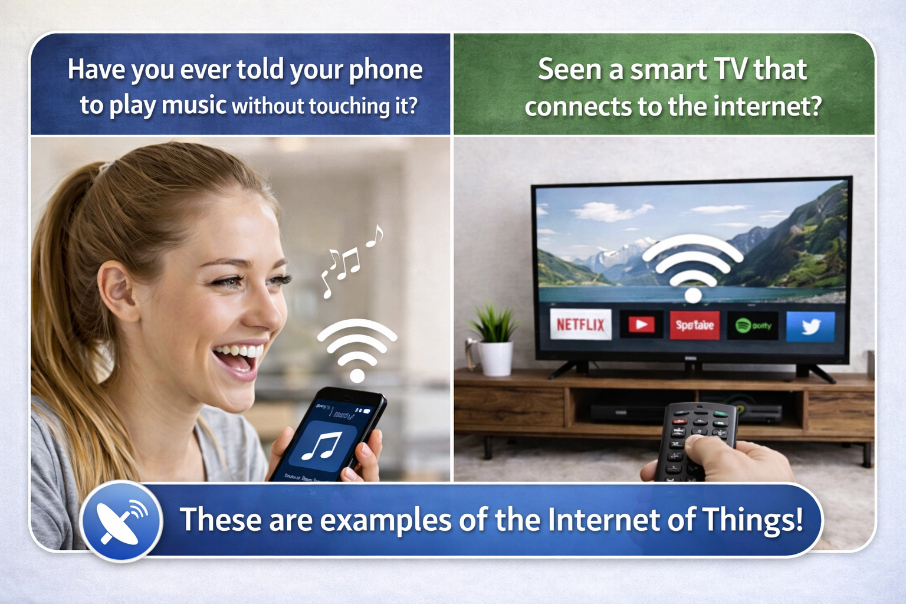 Have you ever told your phone
to play music without touching it?
Seen a smart TV that
connects to the internet?
NETFLIX
Spetalee
These are examples of the Internet of Things!